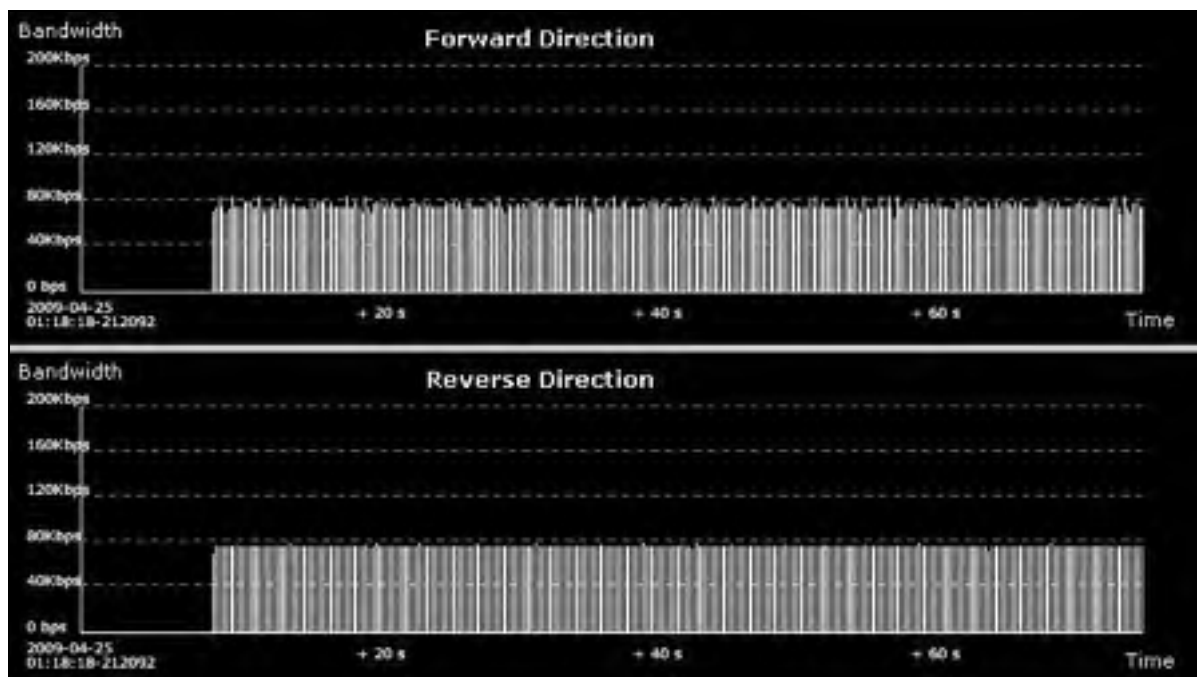 Bandwidth
Forward Direction
200Kbps
160Kbps
120Kbps
80Kbps
40Kbps
0 bps
2009-04-25
01:18:18-212092
+ 20 s
+ 40 s
+ 60 s
Time
Bandwidth
Reverse Direction
200Kbps
160Kbps
120Kbps
80Kbps
40Kbps
0 bps
2009-04-25
01:18:18-212092
+ 20 s
+ 40 s
+ 60 s
Time